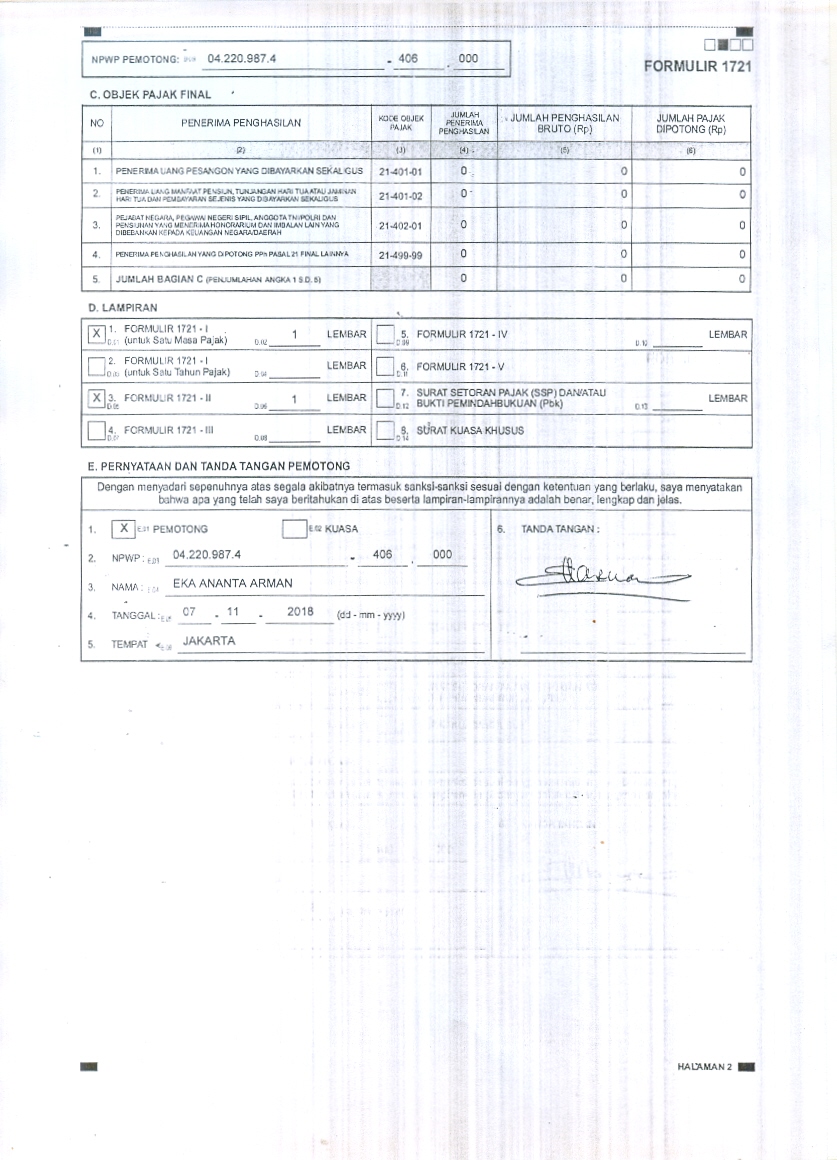 NPWP PEMOTONG: 04.220.987.4 - 406 . 000
FORMULIR 1721
C. OBJEK PAJAK FINAL
NO PENERIMA PENGHASILAN KODE OBJEK PAJAK JUMLAH PENERIMA PENGHASILAN JUMLAH PENGHASILAN BRUTO (Rp) JUMLAH PAJAK DIPOTONG (Rp)
(1) (2) (3) (4) (5) (6)
1. PENERIMA UANG PESANGON YANG DIBAYARKAN SEKALIGUS 21-401-01 0 0 0
2. PENERIMA UANG MANFAAT PENSIUN, TUNJANGAN HARI TUA ATAU JAMINAN HARI TUA DAN PEMBAYARAN SEJENIS YANG DIBAYARKAN SEKALIGUS 21-401-02 0 0 0
3. PEJABAT NEGARA, PEGAWAI NEGERI SIPIL, ANGGOTA TNI/POLRI DAN PENSIUNAN YANG MENERIMA HONORARIUM DAN IMBALAN LAIN YANG DIBEBANKAN KEPADA KEUANGAN NEGARA/DAERAH 21-402-01 0 0 0
4. PENERIMA PENGHASILAN YANG DIPOTONG PPh PASAL 21 FINAL LAINNYA 21-499-99 0 0 0
5. JUMLAH BAGIAN C (PENJUMLAHAN ANGKA 1 S.D. 5) 0 0 0
D. LAMPIRAN
X D.01 1. FORMULIR 1721 - I (untuk Satu Masa Pajak) D.02 1 LEMBAR
D.03 2. FORMULIR 1721 - I (untuk Satu Tahun Pajak) D.04 LEMBAR
X D.05 3. FORMULIR 1721 - II D.06 1 LEMBAR
D.07 4. FORMULIR 1721 - III D.08 LEMBAR
D.09 5. FORMULIR 1721 - IV D.10 LEMBAR
D.11 6. FORMULIR 1721 - V
D.12 7. SURAT SETORAN PAJAK (SSP) DAN/ATAU BUKTI PEMINDAHBUKUAN (Pbk) D.13 LEMBAR
D.14 8. SURAT KUASA KHUSUS
E. PERNYATAAN DAN TANDA TANGAN PEMOTONG
Dengan menyadari sepenuhnya atas segala akibatnya termasuk sanksi-sanksi sesuai dengan ketentuan yang berlaku, saya menyatakan
bahwa apa yang telah saya beritahukan di atas beserta lampiran-lampirannya adalah benar, lengkap dan jelas.
1. X E.01 PEMOTONG E.02 KUASA
2. NPWP : E.03 04.220.987.4 - 406 . 000
3. NAMA : EKA ANANTA ARMAN
4. TANGGAL : 07 - 11 - 2018 (dd - mm - yyyy)
5. TEMPAT JAKARTA
6. TANDA TANGAN :
HALAMAN 2